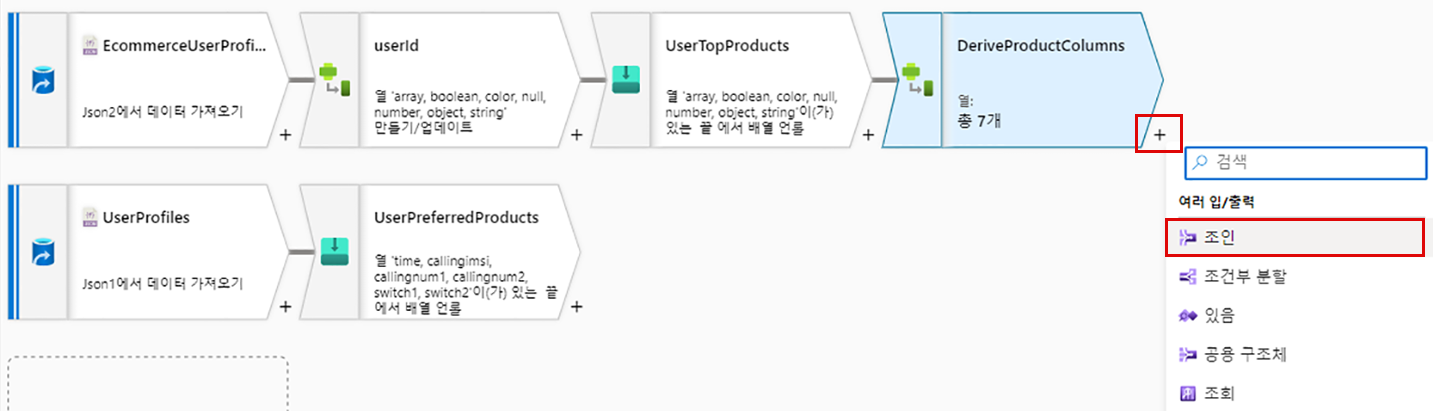 EcommerceUserProfi...
Json2에서 데이터 가져오기
+
userId
열 'array, boolean, color, null,
number, object, string'
만들기/업데이트
+
UserTopProducts
열 'array, boolean, color, null,
number, object, string'이(가)
있는 끝 에서 배열 언롤
+
DeriveProductColumns
열:
총 7개
+
검색
여러 입/출력
조인
조건부 분할
있음
공용 구조체
조회
UserProfiles
Json1에서 데이터 가져오기
+
UserPreferredProducts
열 'time, callingimsi,
callingnum1, callingnum2,
switch1, switch2'이(가) 있는 끝
에서 배열 언롤
+